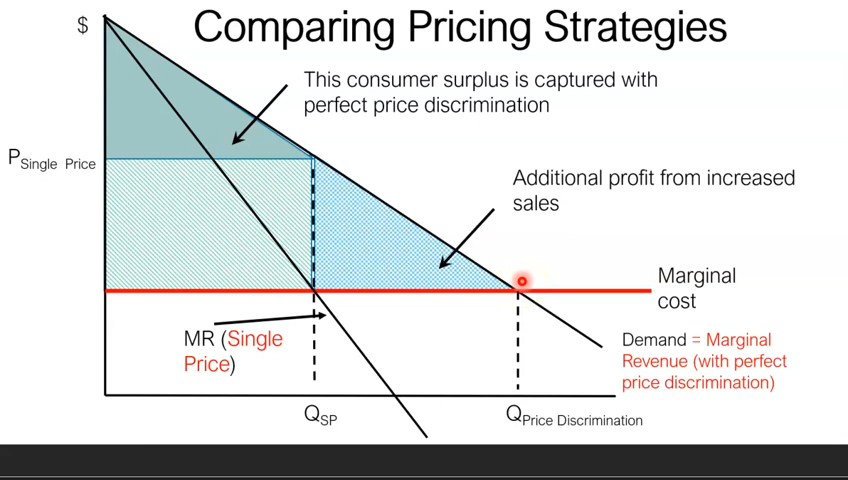 Comparing Pricing Strategies
$
This consumer surplus is captured with
perfect price discrimination
PSingle Price
Additional profit from increased
sales
Marginal
cost
MR (Single
Price)
Demand = Marginal
Revenue (with perfect
price discrimination)
QSP
QPrice Discrimination